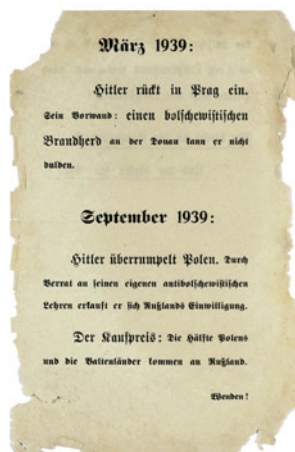 März 1939:
Hitler rückt in Prag ein.
Sein Vorwand: einen bolschewistischen
Brandherd an der Donau kann er nicht
dulden.
September 1939:
Hitler überrumpelt Polen. Durch
Verrat an seinen eigenen antibolschewistischen
Lehren erkauft er sich Rußlands Einwilligung.
Der Kaufpreis: Die Hälfte Polens
und die Baltenländer kommen an Rußland.
Wenden!